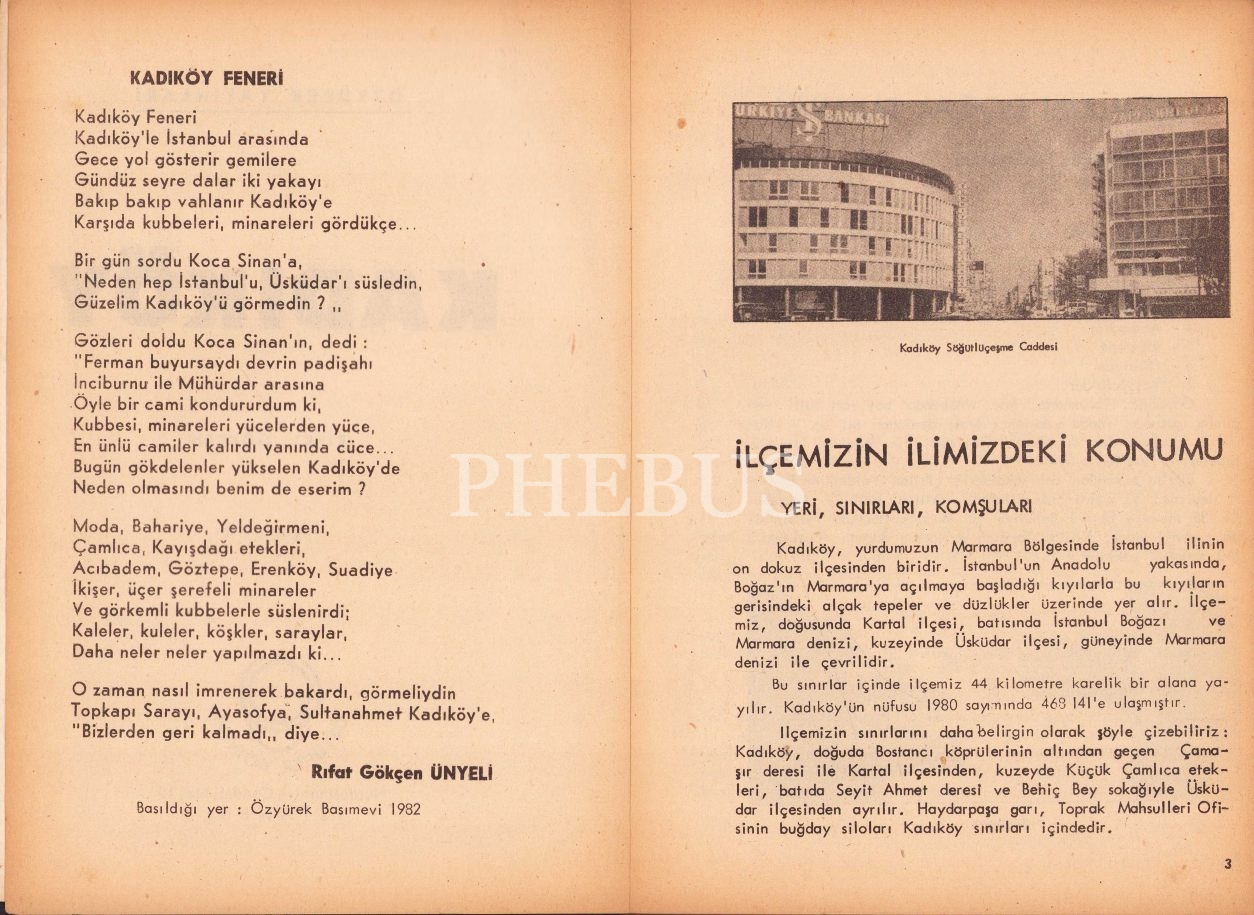 KADIKÖY FENERİ
Kadıköy Feneri
Kadıköy'le İstanbul arasında
Gece yol gösterir gemilere
Gündüz seyre dalar iki yakayı
Bakıp bakıp vahlanır Kadıköy'e
Karşıda kubbeleri, minareleri gördükçe...
Bir gün sordu Koca Sinan'a,
"Neden hep İstanbul'u, Üsküdar'ı süsledin,
Güzelim Kadıköy'ü görmedin ? ,,
Gözleri doldu Koca Sinan'ın, dedi :
"Ferman buyursaydı devrin padişahı
İnciburnu ile Mühürdar arasına
Öyle bir cami kondururdum ki,
Kubbesi, minareleri yücelerden yüce,
En ünlü camiler kalırdı yanında cüce...
Bugün gökdelenler yükselen Kadıköy'de
Neden olmasındı benim de eserim ?
Moda, Bahariye, Yeldeğirmeni,
Çamlıca, Kayışdağı etekleri,
Acıbadem, Göztepe, Erenköy, Suadiye
İkişer, üçer şerefeli minareler
Ve görkemli kubbelerle süslenirdi;
Kaleler, kuleler, köşkler, saraylar,
Daha neler neler yapılmazdı ki...
O zaman nasıl imrenerek bakardı, görmeliydin
Topkapı Sarayı, Ayasofya, Sultanahmet Kadıköy'e,
"Bizlerden geri kalmadı,, diye...
Rıfat Gökçen ÜNYELİ
Basıldığı yer : Özyürek Basımevi 1982
PHEBUS
ÜRKİYE İŞ BANKASI
Kadıköy Söğütlüçeşme Caddesi
İLÇEMİZİN İLİMİZDEKİ KONUMU
YERİ, SINIRLARI, KOMŞULARI
Kadıköy, yurdumuzun Marmara Bölgesinde İstanbul ilinin
on dokuz ilçesinden biridir. İstanbul'un Anadolu yakasında,
Boğaz'ın Marmara'ya açılmaya başladığı kıyılarla bu kıyıların
gerisindeki alçak tepeler ve düzlükler üzerinde yer alır. İlçe-
miz, doğusunda Kartal ilçesi, batısında İstanbul Boğazı ve
Marmara denizi, kuzeyinde Üsküdar ilçesi, güneyinde Marmara
denizi ile çevrilidir.
Bu sınırlar içinde ilçemiz 44 kilometre karelik bir alana ya-
yılır. Kadıköy'ün nüfusu 1980 sayımında 468 141'e ulaşmıştır.
Ilçemizin sınırlarını daha belirgin olarak şöyle çizebiliriz :
Kadıköy, doğuda Bostancı köprülerinin altından geçen Çama-
şır deresi ile Kartal ilçesinden, kuzeyde Küçük Çamlıca etek-
leri, batıda Seyit Ahmet deresi ve Behiç Bey sokağıyle Üskü-
dar ilçesinden ayrılır. Haydarpaşa garı, Toprak Mahsulleri Ofi-
sinin buğday siloları Kadıköy sınırları içindedir.
3